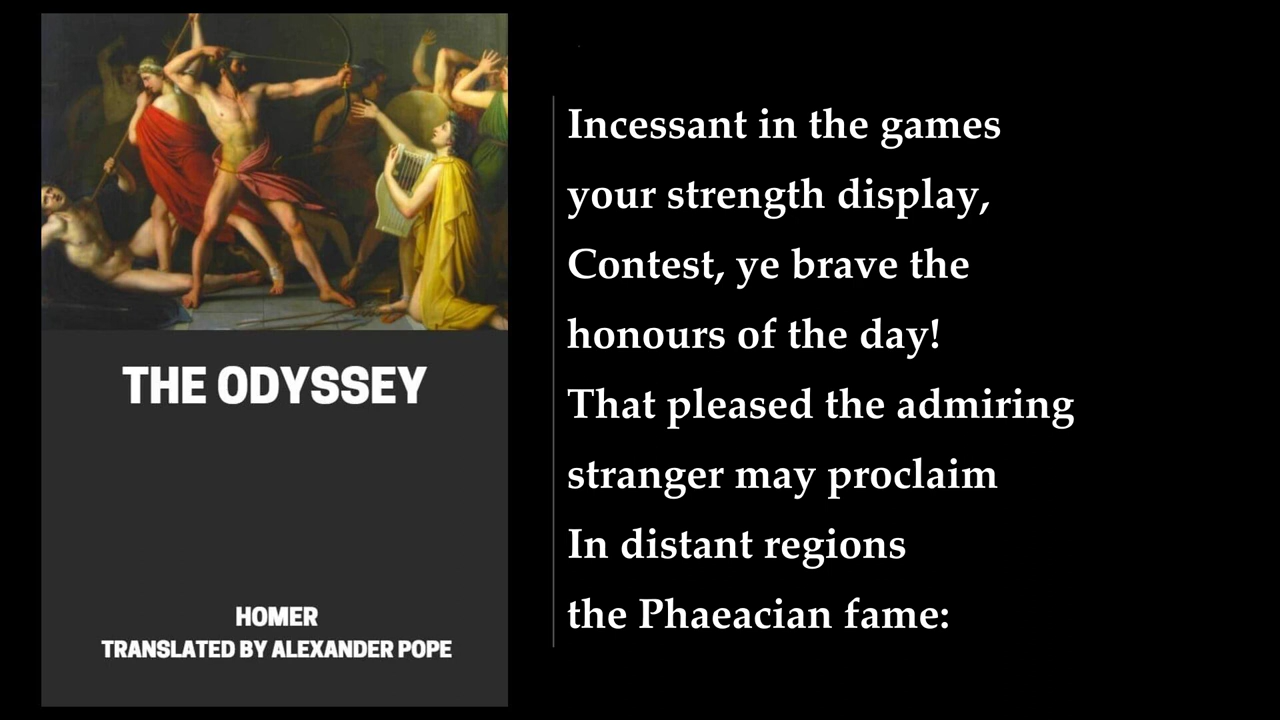 THE ODYSSEY
HOMER
TRANSLATED BY ALEXANDER POPE
Incessant in the games
your strength display,
Contest, ye brave the
honours of the day!
That pleased the admiring
stranger may proclaim
In distant regions
the Phaeacian fame: